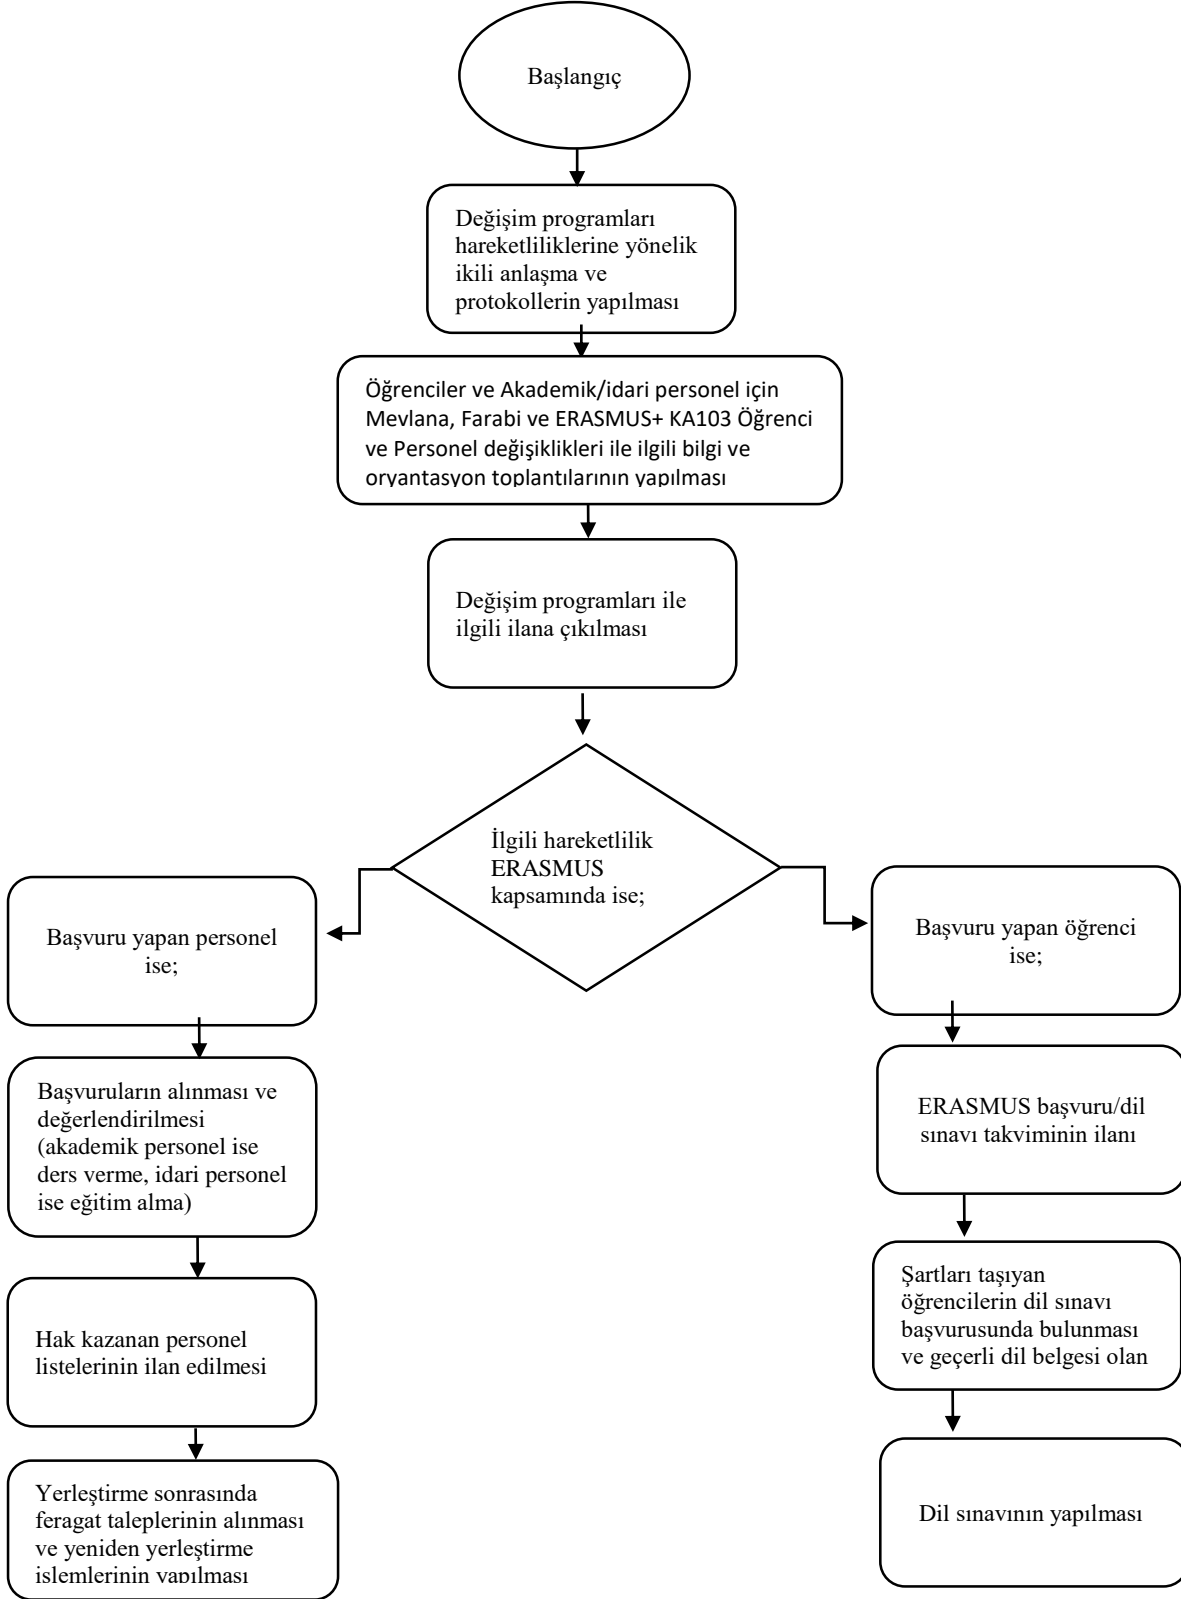 Başlangıç
Değişim programları
hareketliliklerine yönelik
ikili anlaşma ve
protokollerin yapılması
Öğrenciler ve Akademik/idari personel için
Mevlana, Farabi ve ERASMUS+ KA103 Öğrenci
ve Personel değişiklikleri ile ilgili bilgi ve
oryantasyon toplantılarının yapılması
Değişim programları ile
ilgili ilana çıkılması
İlgili hareketlilik
ERASMUS
kapsamında ise;
Başvuru yapan personel
ise;
Başvuruların alınması ve
değerlendirilmesi
(akademik personel ise
ders verme, idari personel
ise eğitim alma)
Hak kazanan personel
listelerinin ilan edilmesi
Yerleştirme sonrasında
feragat taleplerinin alınması
ve yeniden yerleştirme
işlemlerinin yapılması
Başvuru yapan öğrenci
ise;
ERASMUS başvuru/dil
sınavı takviminin ilanı
Şartları taşıyan
öğrencilerin dil sınavı
başvurusunda bulunması
ve geçerli dil belgesi olan
Dil sınavının yapılması